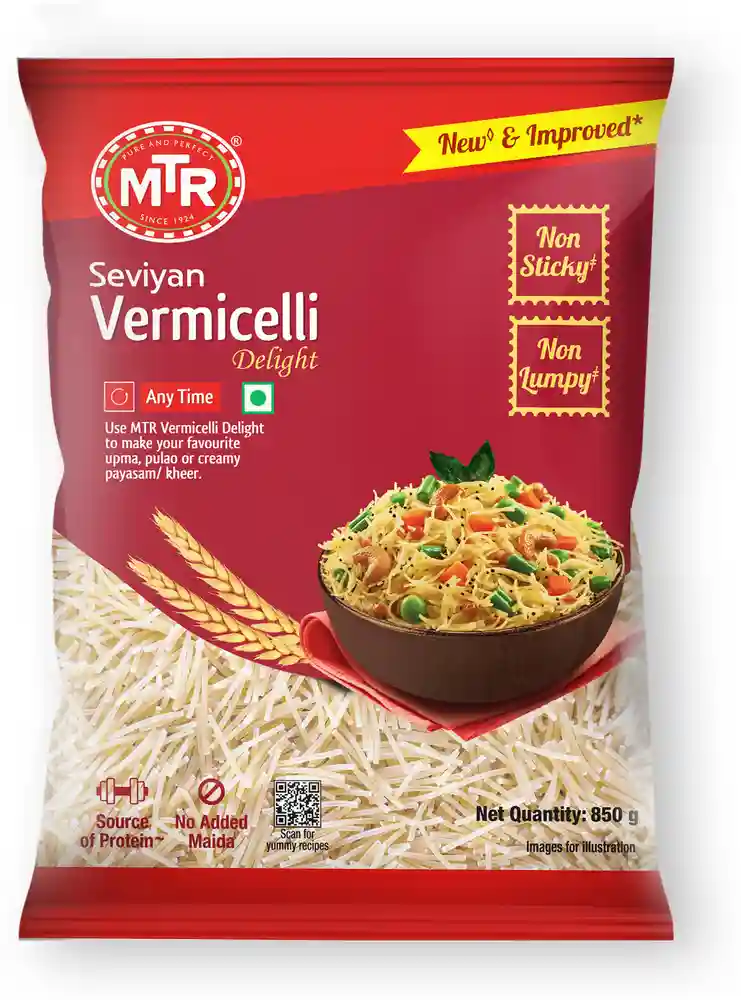 PURE AND PERFECT
MTR®
SINCE 1924
New◊ & Improved*
Non
Sticky‡
Non
Lumpy‡
Seviyan
Vermicelli
Delight
Any Time
Use MTR Vermicelli Delight
to make your favourite
upma, pulao or creamy
payasam/ kheer.
Source
of Protein~
No Added
Maida
Scan for
yummy recipes
Net Quantity: 850 g
Images for illustration